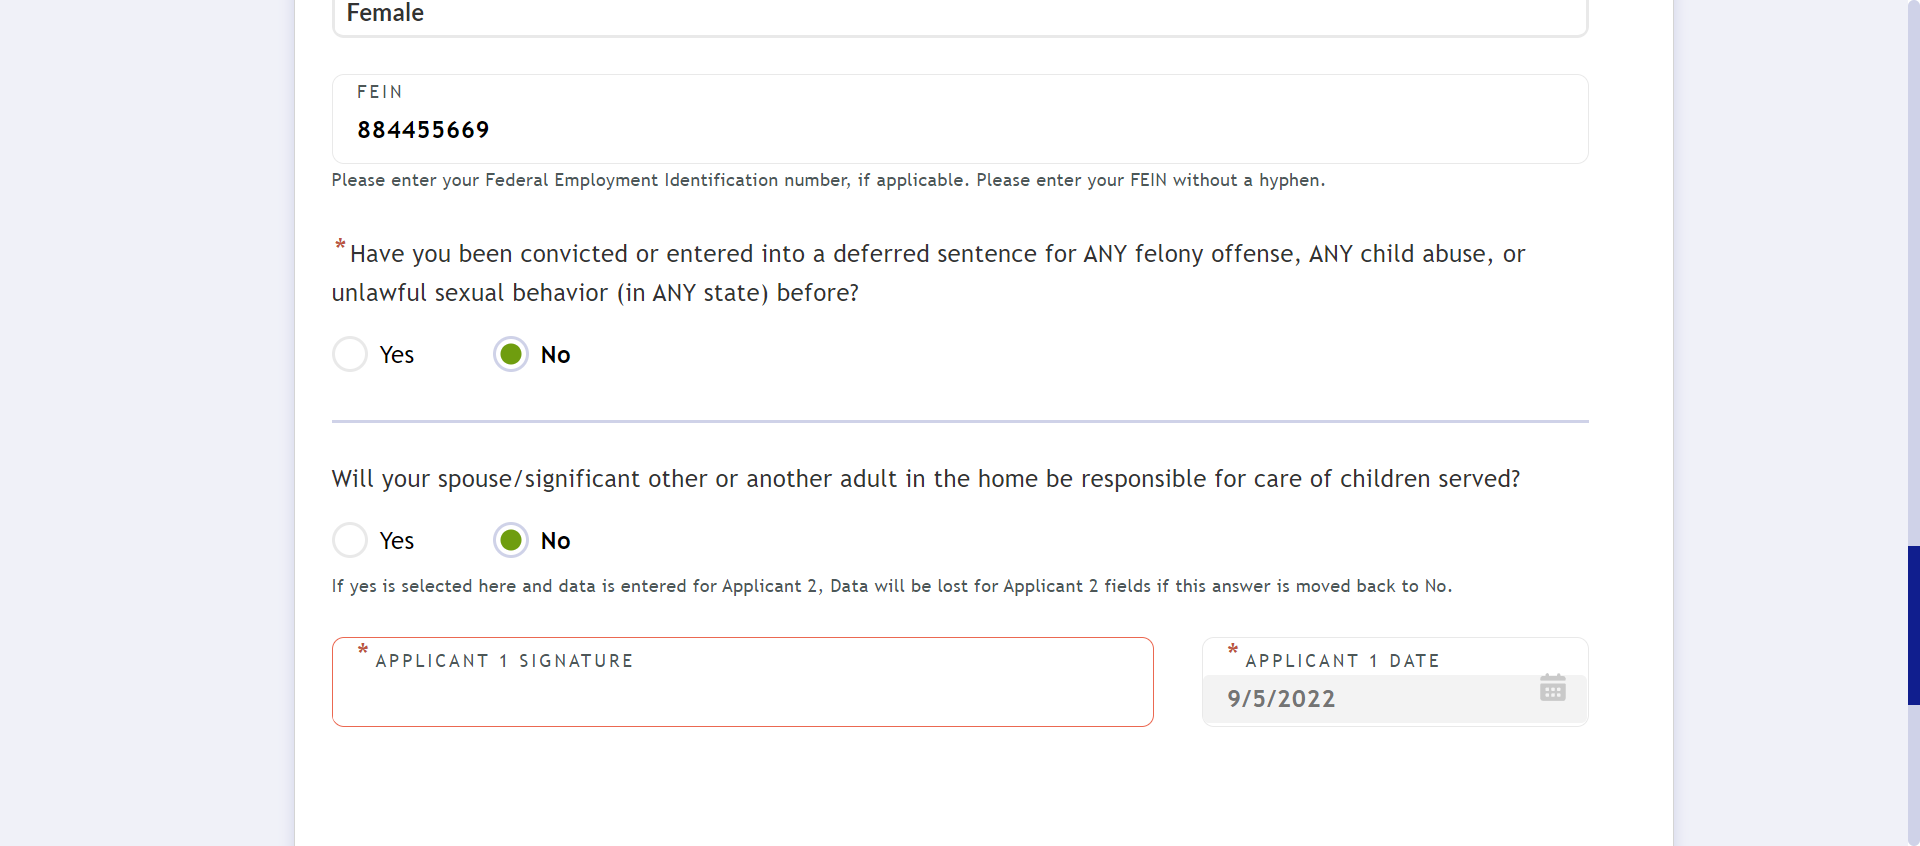 Female
FEIN
884455669
Please enter your Federal Employment Identification number, if applicable. Please enter your FEIN without a hyphen.
*Have you been convicted or entered into a deferred sentence for ANY felony offense, ANY child abuse, or
unlawful sexual behavior (in ANY state) before?
Yes No
Will your spouse/significant other or another adult in the home be responsible for care of children served?
Yes No
If yes is selected here and data is entered for Applicant 2, Data will be lost for Applicant 2 fields if this answer is moved back to No.
*APPLICANT 1 SIGNATURE
*APPLICANT 1 DATE
9/5/2022